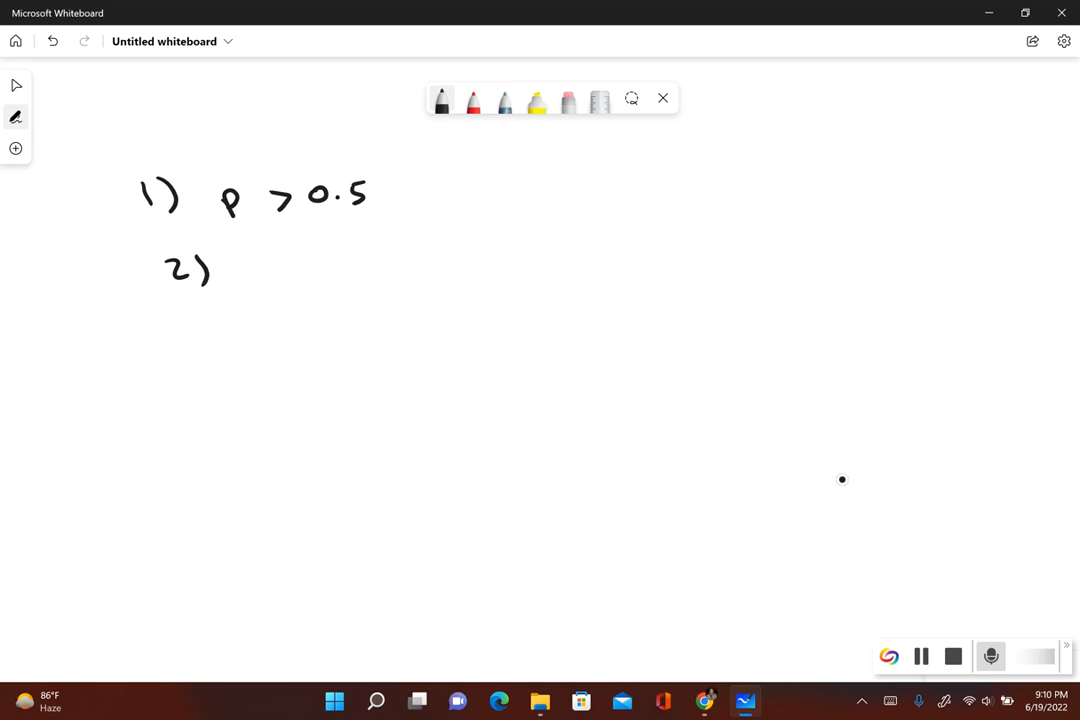 Microsoft Whiteboard
Untitled whiteboard
1) p > 0.5
2)
86°F
Haze
9:10 PM
6/19/2022